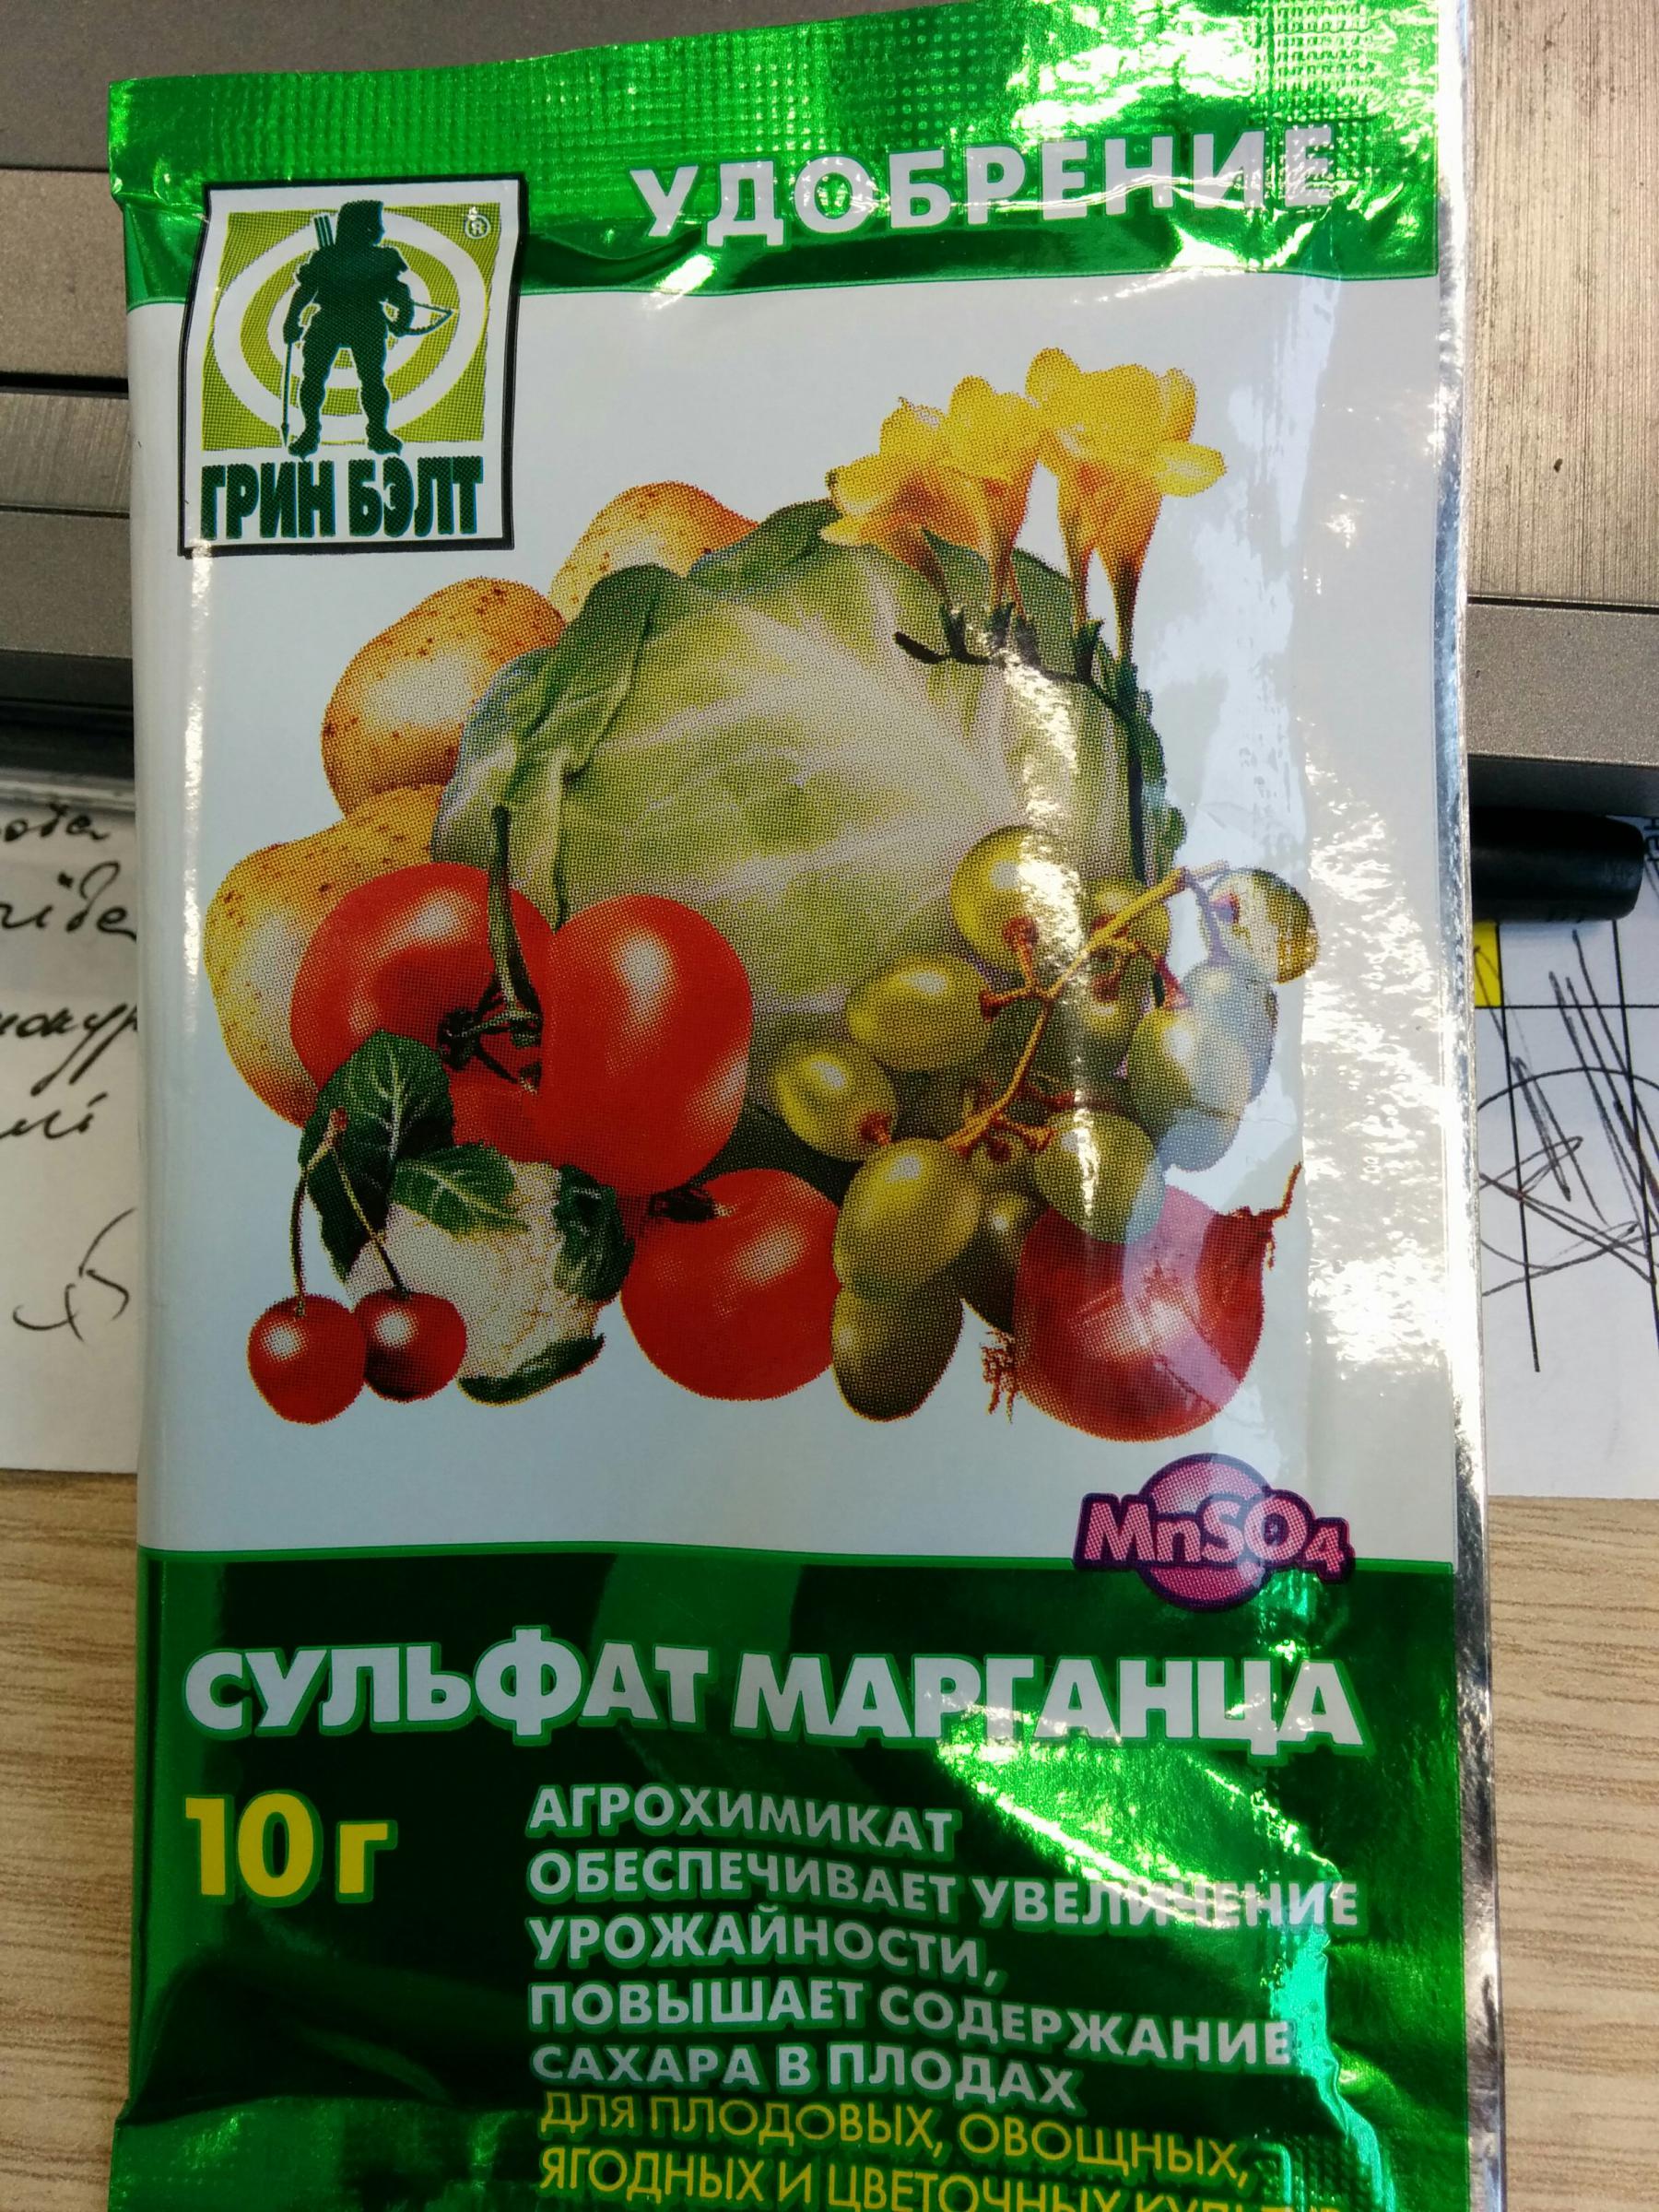 УДОБРЕНИЕ
®
ГРИН БЭЛТ
MnSO4
СУЛЬФАТ МАРГАНЦА
10 г
АГРОХИМИКАТ
ОБЕСПЕЧИВАЕТ УВЕЛИЧЕНИЕ
УРОЖАЙНОСТИ,
ПОВЫШАЕТ СОДЕРЖАНИЕ
САХАРА В ПЛОДАХ
ДЛЯ ПЛОДОВЫХ, ОВОЩНЫХ,
ЯГОДНЫХ И ЦВЕТОЧНЫХ